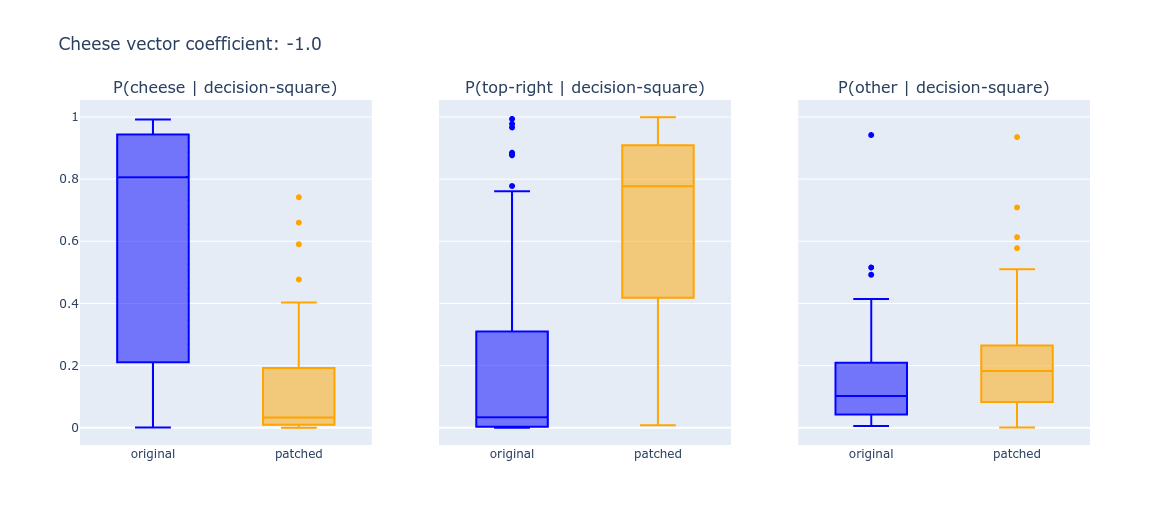 Cheese vector coefficient: -1.0
P(cheese | decision-square)
P(top-right | decision-square)
P(other | decision-square)
1
0.8
0.6
0.4
0.2
0
original
patched
original
patched
original
patched